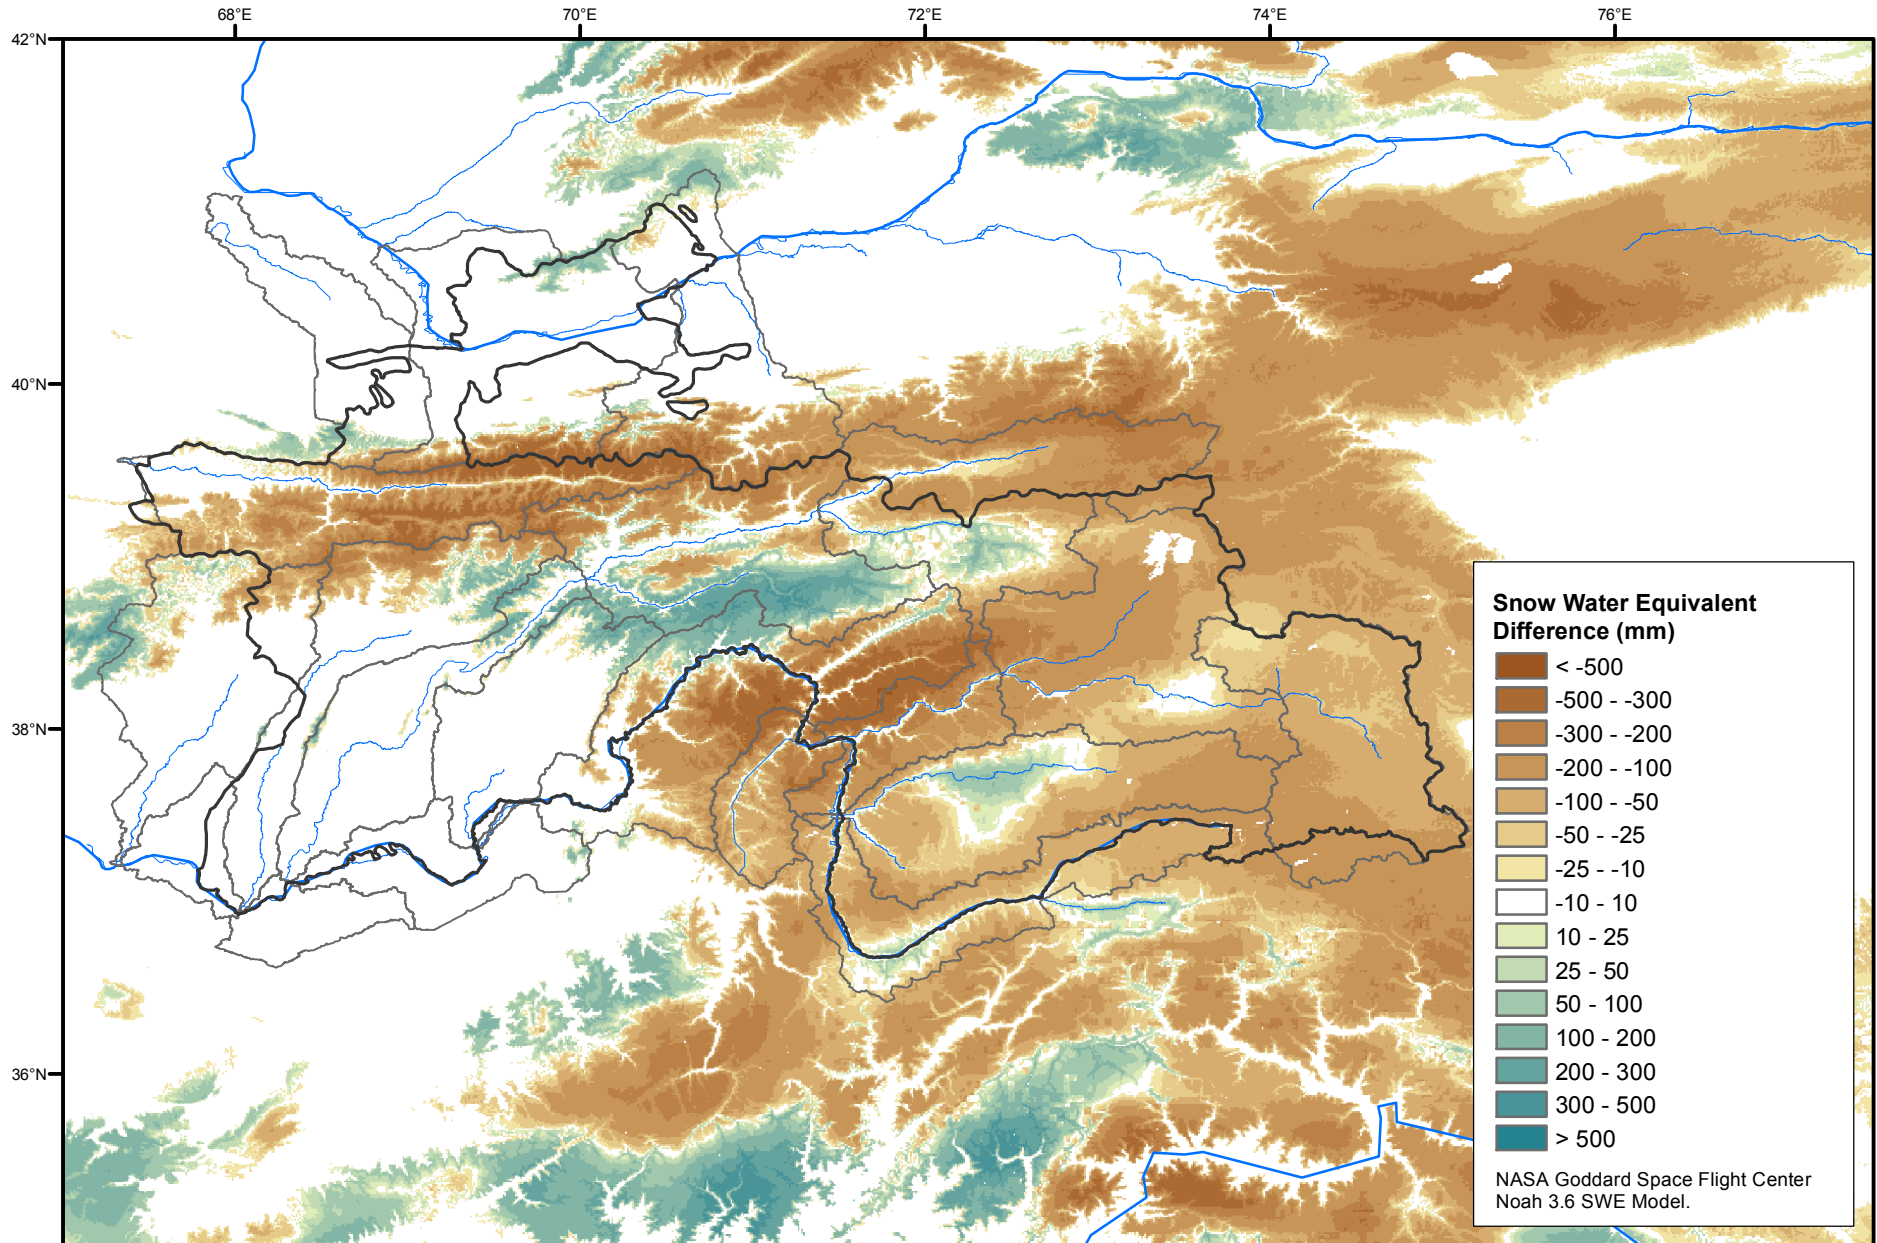 68°E
70°E
72°E
74°E
76°E
42°N
40°N
38°N
36°N
Snow Water Equivalent
Difference (mm)
< -500
-500 - -300
-300 - -200
-200 - -100
-100 - -50
-50 - -25
-25 - -10
-10 - 10
10 - 25
25 - 50
50 - 100
100 - 200
200 - 300
300 - 500
> 500
NASA Goddard Space Flight Center
Noah 3.6 SWE Model.